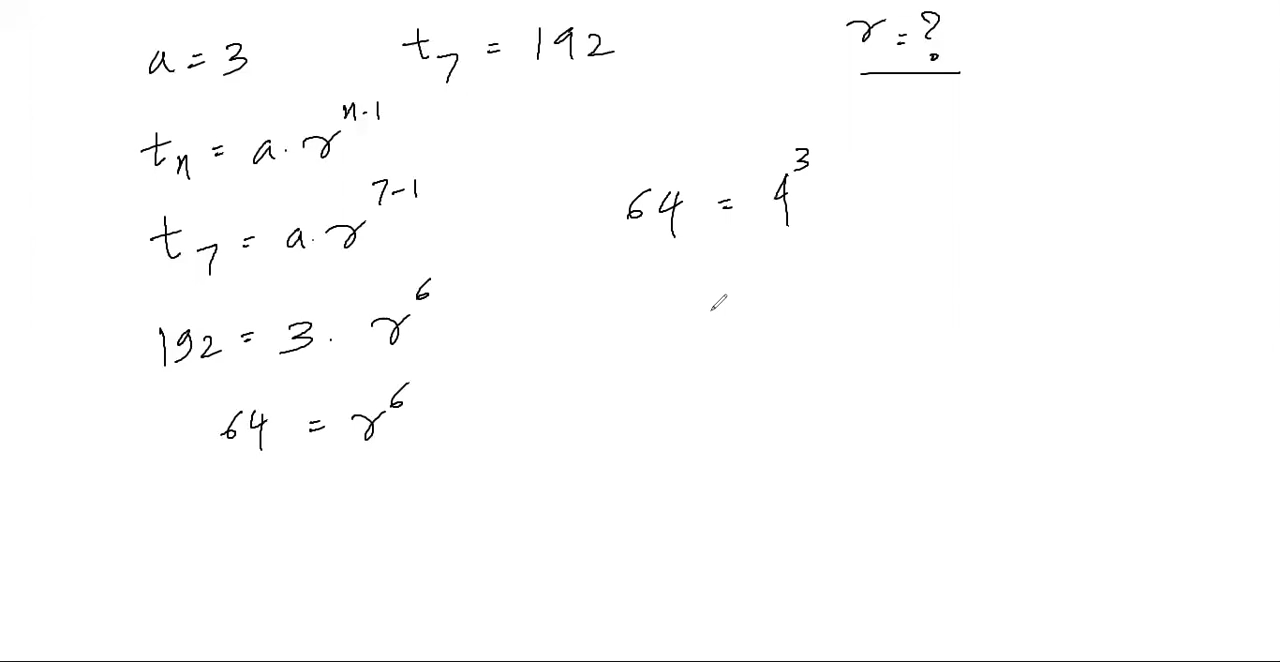 a = 3 t₇ = 192 r = ?
tₙ = a . r^(n-1)
t₇ = a . r^(7-1)
64 = 4³
192 = 3 . r⁶
64 = r⁶